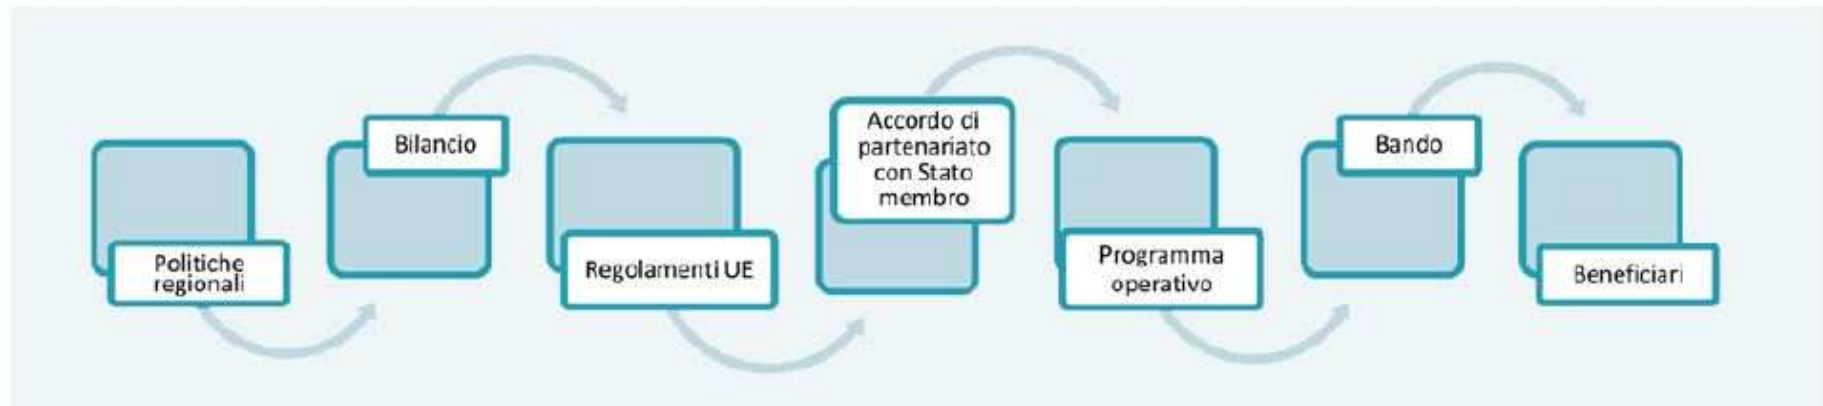 Politiche
regionali
Bilancio
Regolamenti UE
Accordo di
partenariato
con Stato
membro
Programma
operativo
Bando
Beneficiari